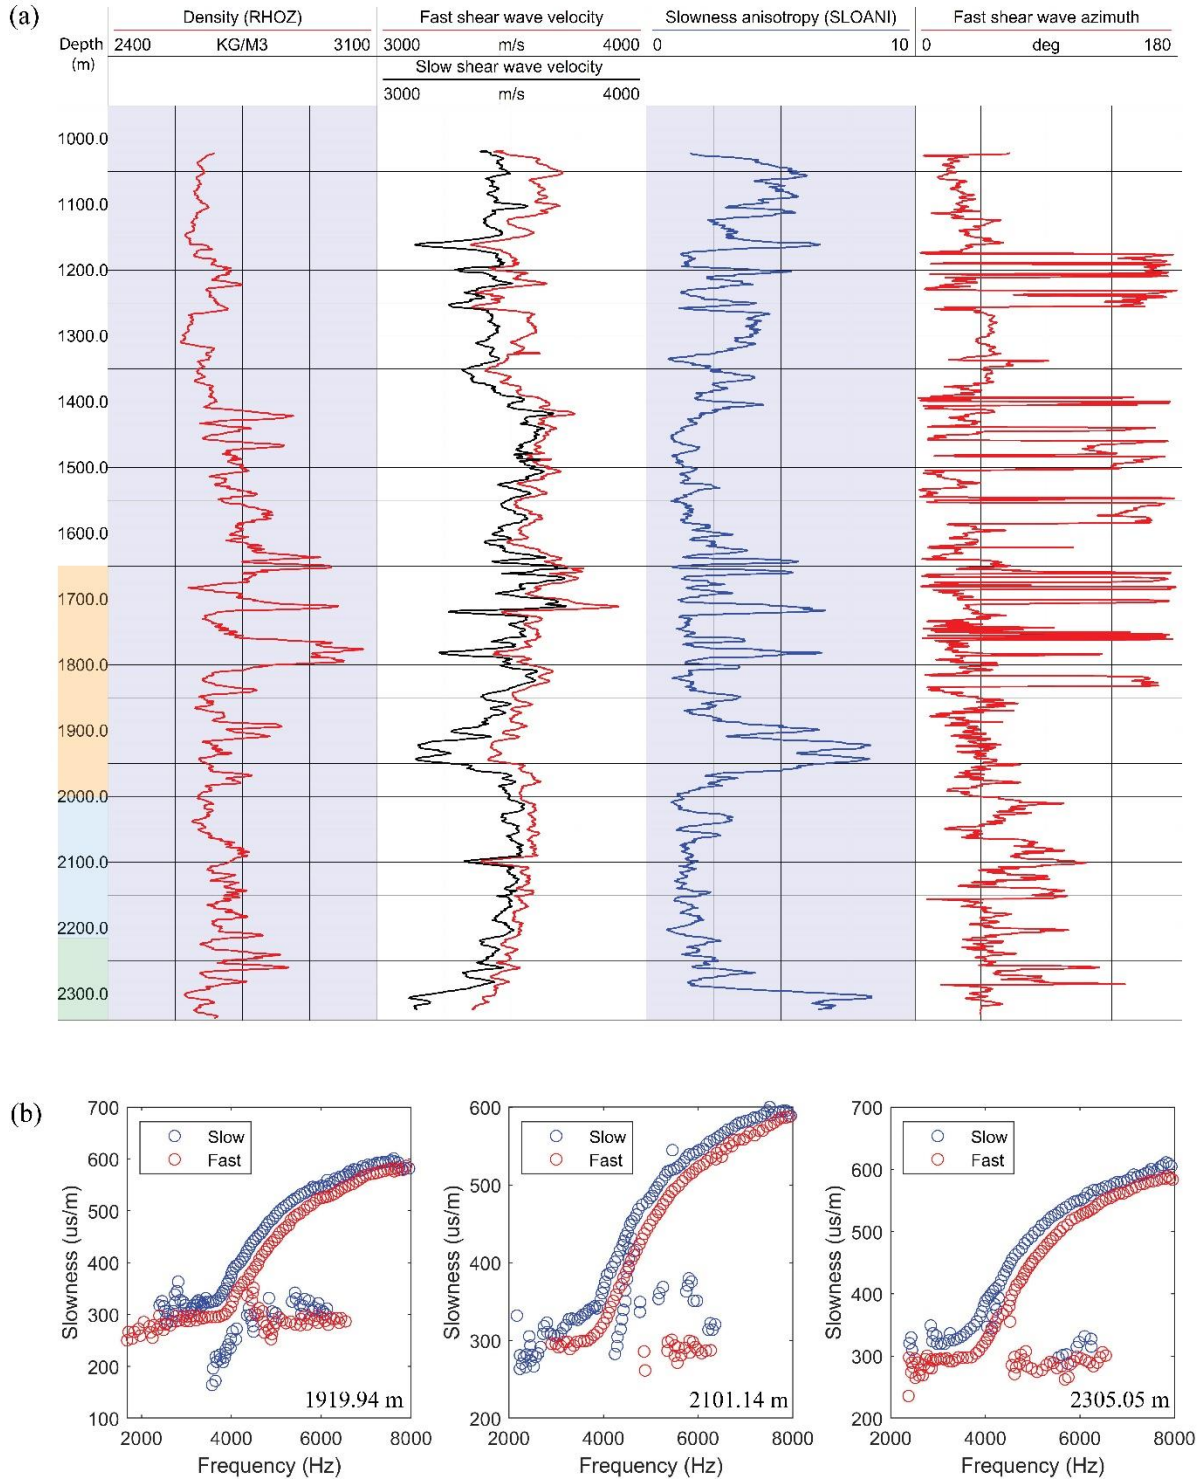 (a)
Density (RHOZ) Fast shear wave velocity Slowness anisotropy (SLOANI) Fast shear wave azimuth
Depth (m) 2400 KG/M3 3100 3000 m/s 4000 0 10 0 deg 180
Slow shear wave velocity
3000 m/s 4000
1000.0
1100.0
1200.0
1300.0
1400.0
1500.0
1600.0
1700.0
1800.0
1900.0
2000.0
2100.0
2200.0
2300.0
(b)
700
600
500
400
300
200
100
Slowness (us/m)
Slow
Fast
1919.94 m
2000 4000 6000 8000
Frequency (Hz)
600
500
400
300
200
Slowness (us/m)
Slow
Fast
2101.14 m
2000 4000 6000 8000
Frequency (Hz)
700
600
500
400
300
200
Slowness (us/m)
Slow
Fast
2305.05 m
2000 4000 6000 8000
Frequency (Hz)